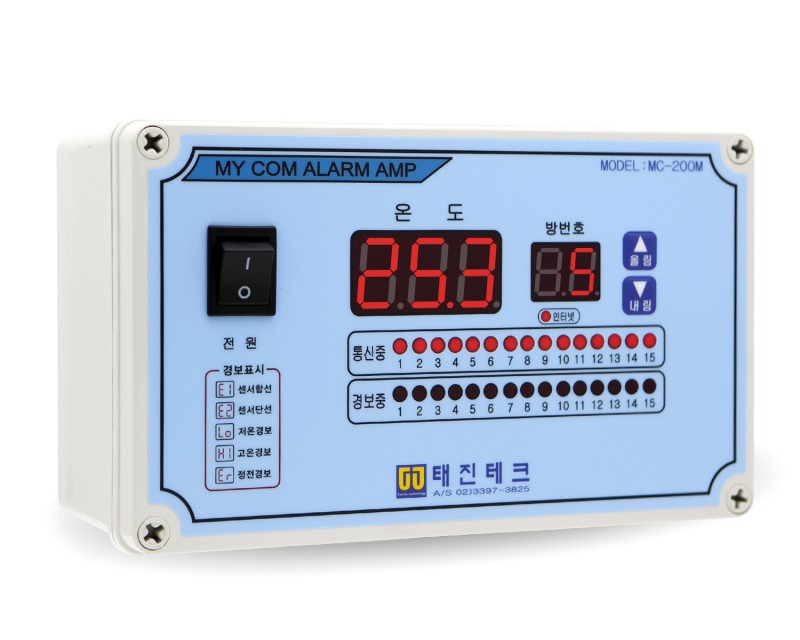 MY COM ALARM AMP
MODEL : MC-200M
온 도
방번호
25.3
5
올림
내림
인터넷
전 원
통신중
1 2 3 4 5 6 7 8 9 10 11 12 13 14 15
경보중
1 2 3 4 5 6 7 8 9 10 11 12 13 14 15
경보표시
E1 센서합선
E2 센서단선
Lo 저온경보
HI 고온경보
Er 정전경보
태진테크
A/S 02)3397-3825